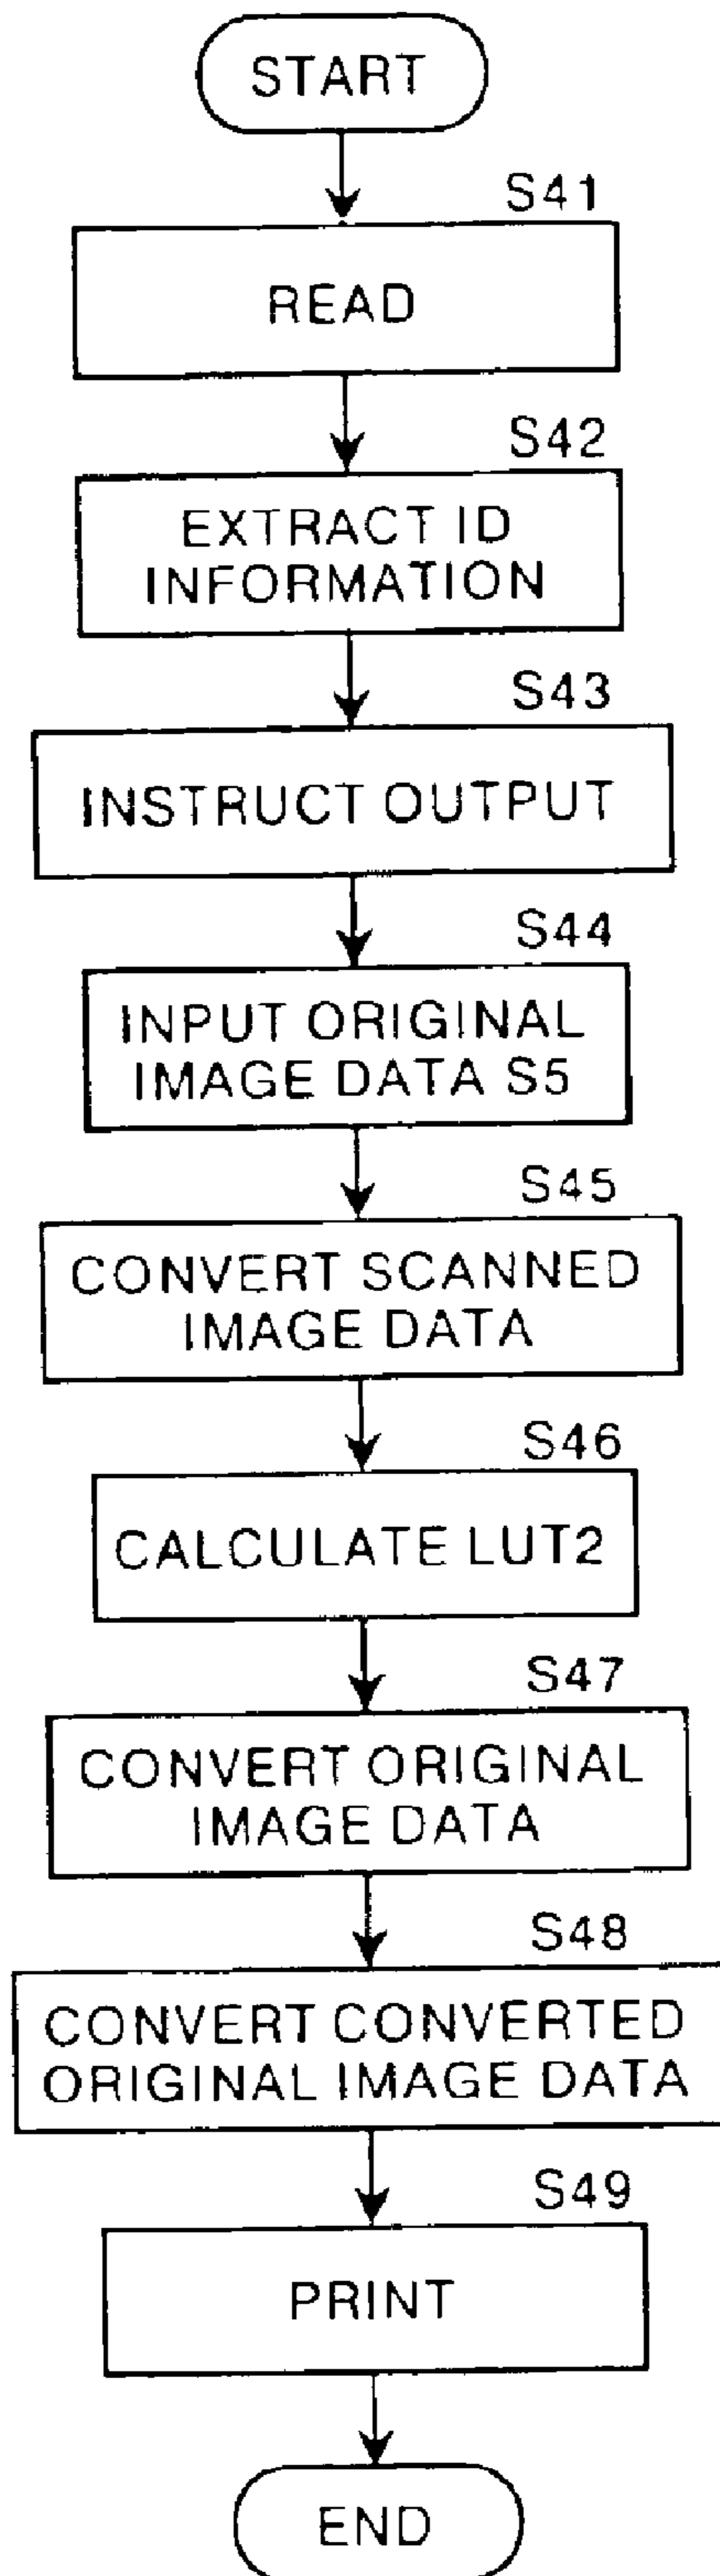 START
S41
READ
S42
EXTRACT ID
INFORMATION
S43
INSTRUCT OUTPUT
S44
INPUT ORIGINAL
IMAGE DATA S5
S45
CONVERT SCANNED
IMAGE DATA
S46
CALCULATE LUT2
S47
CONVERT ORIGINAL
IMAGE DATA
S48
CONVERT CONVERTED
ORIGINAL IMAGE DATA
S49
PRINT
END